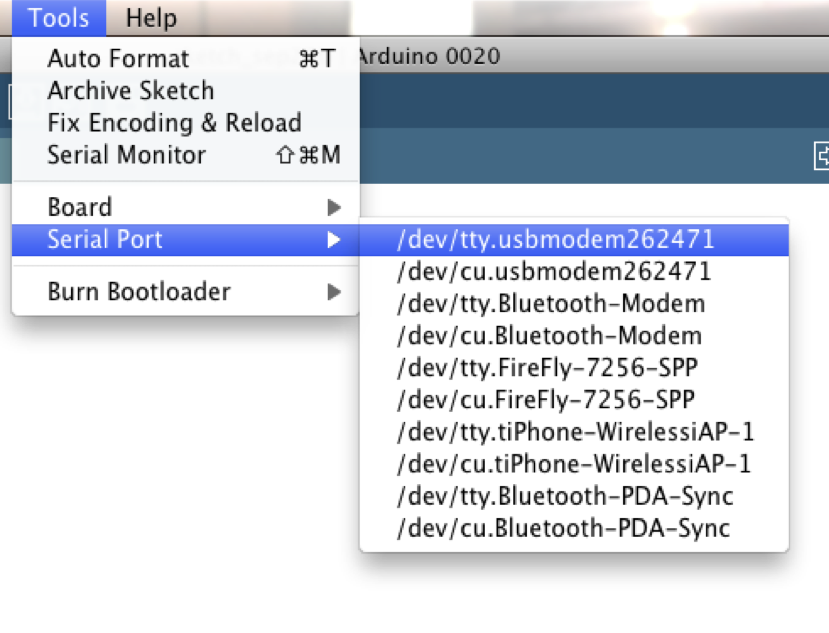 Tools Help
Arduino 0020
Auto Format ⌘T
Archive Sketch
Fix Encoding & Reload
Serial Monitor ⇧⌘M
Board
Serial Port
Burn Bootloader
/dev/tty.usbmodem262471
/dev/cu.usbmodem262471
/dev/tty.Bluetooth-Modem
/dev/cu.Bluetooth-Modem
/dev/tty.FireFly-7256-SPP
/dev/cu.FireFly-7256-SPP
/dev/tty.tiPhone-WirelessiAP-1
/dev/cu.tiPhone-WirelessiAP-1
/dev/tty.Bluetooth-PDA-Sync
/dev/cu.Bluetooth-PDA-Sync